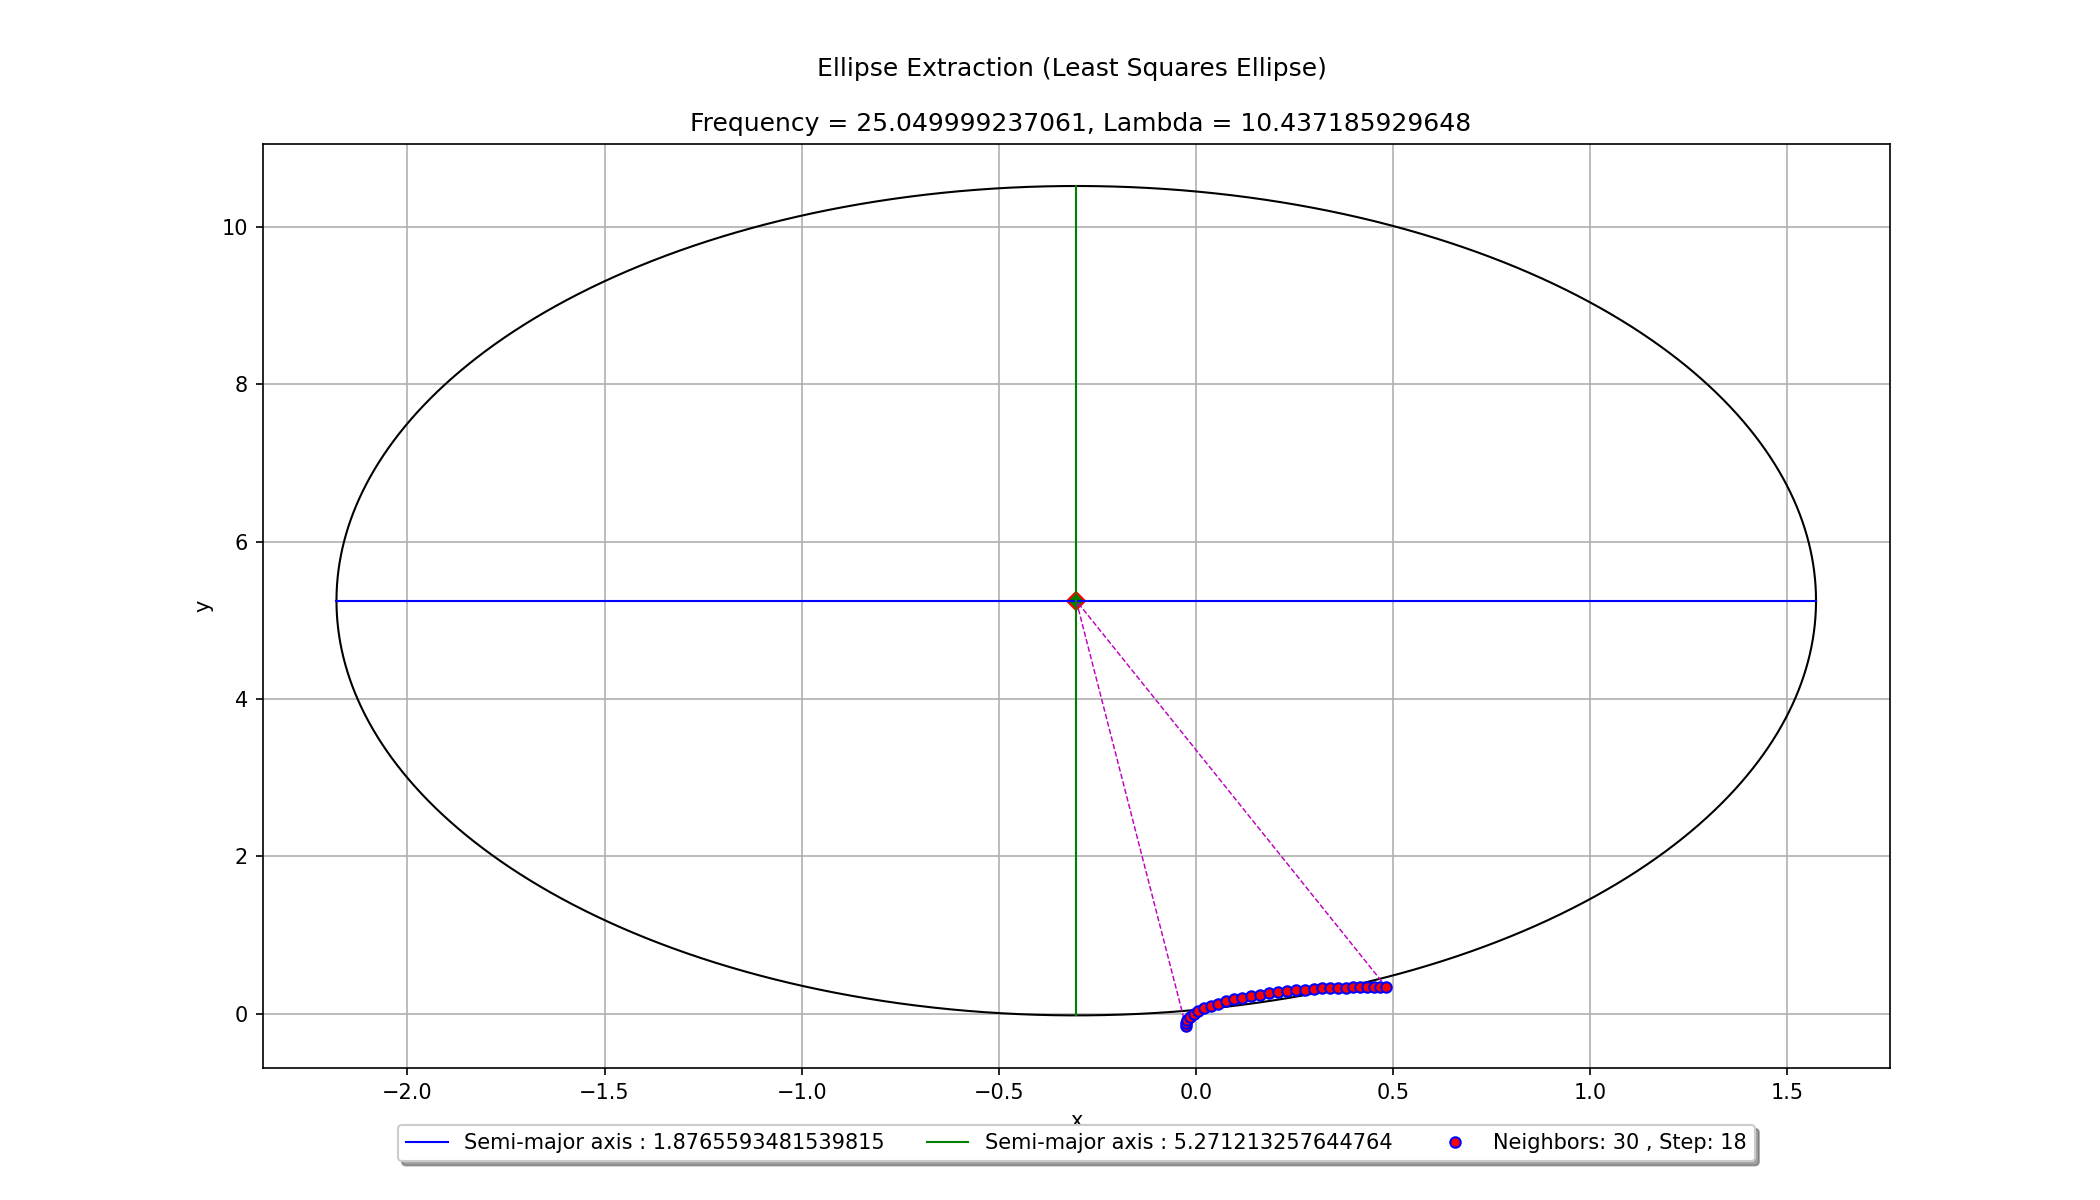 Ellipse Extraction (Least Squares Ellipse)
Frequency = 25.049999237061, Lambda = 10.437185929648
10
8
6
4
2
0
y
−2.0 −1.5 −1.0 −0.5 0.0 0.5 1.0 1.5
x
Semi-major axis : 1.8765593481539815 Semi-major axis : 5.271213257644764 Neighbors: 30 , Step: 18